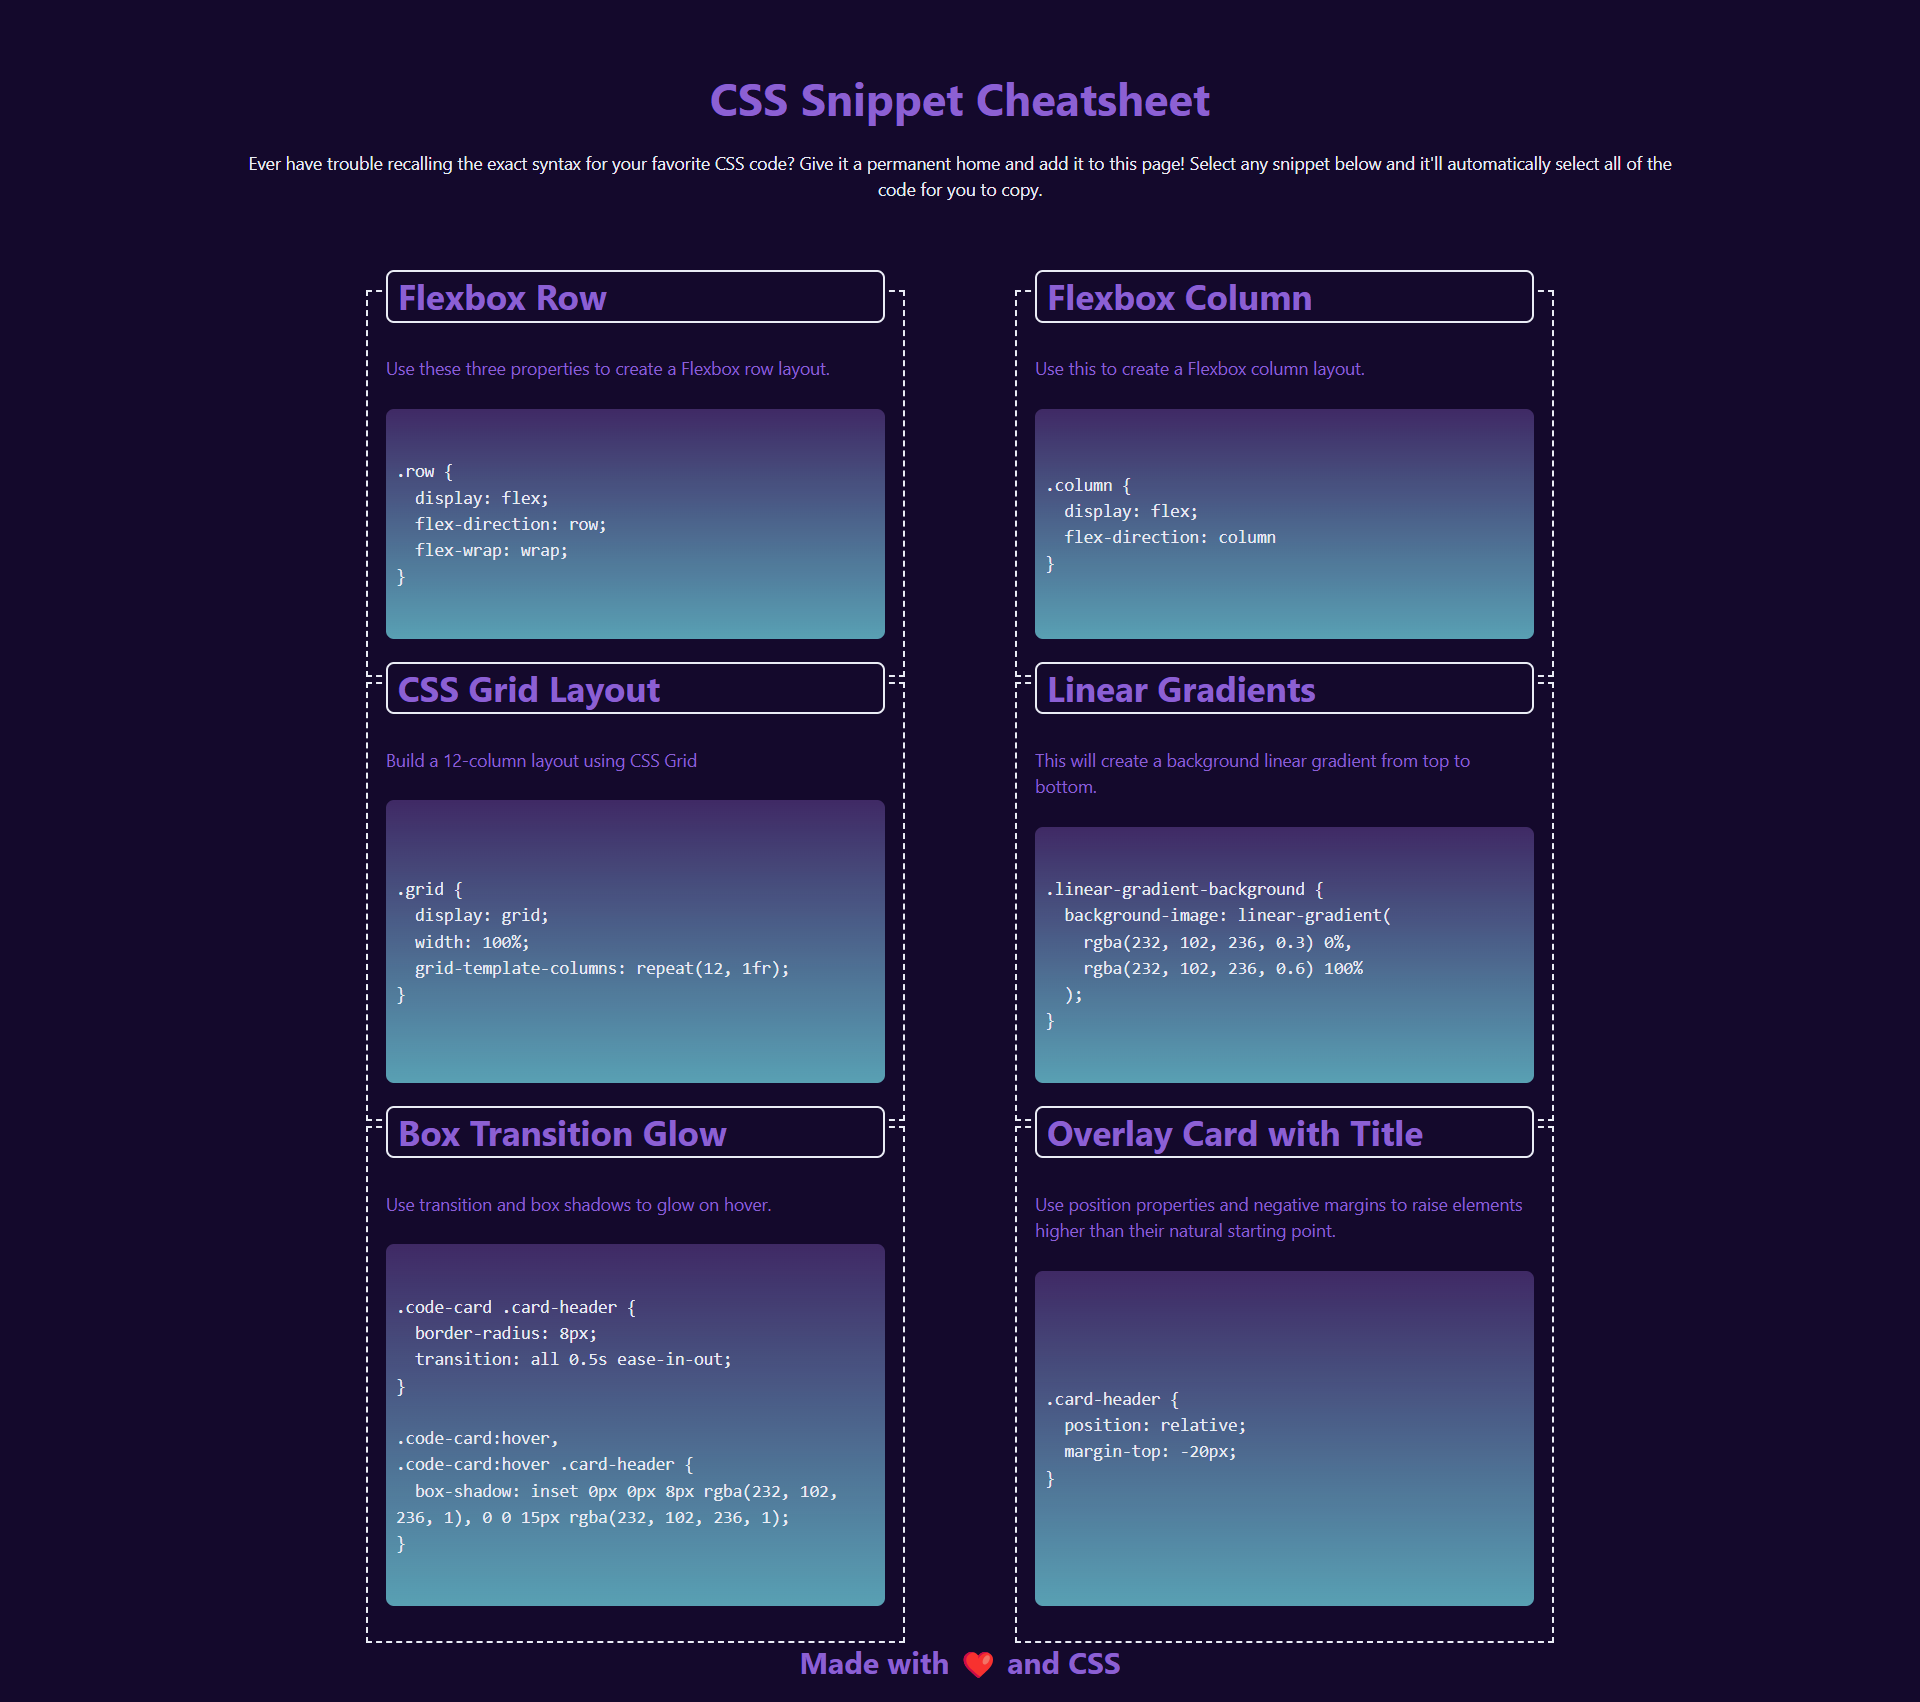 CSS Snippet Cheatsheet
Ever have trouble recalling the exact syntax for your favorite CSS code? Give it a permanent home and add it to this page! Select any snippet below and it'll automatically select all of the
code for you to copy.
Flexbox Row
Use these three properties to create a Flexbox row layout.
.row {
  display: flex;
  flex-direction: row;
  flex-wrap: wrap;
}
Flexbox Column
Use this to create a Flexbox column layout.
.column {
  display: flex;
  flex-direction: column
}
CSS Grid Layout
Build a 12-column layout using CSS Grid
.grid {
  display: grid;
  width: 100%;
  grid-template-columns: repeat(12, 1fr);
}
Linear Gradients
This will create a background linear gradient from top to
bottom.
.linear-gradient-background {
  background-image: linear-gradient(
    rgba(232, 102, 236, 0.3) 0%,
    rgba(232, 102, 236, 0.6) 100%
  );
}
Box Transition Glow
Use transition and box shadows to glow on hover.
.code-card .card-header {
  border-radius: 8px;
  transition: all 0.5s ease-in-out;
}
.code-card:hover,
.code-card:hover .card-header {
  box-shadow: inset 0px 0px 8px rgba(232, 102,
236, 1), 0 0 15px rgba(232, 102, 236, 1);
}
Overlay Card with Title
Use position properties and negative margins to raise elements
higher than their natural starting point.
.card-header {
  position: relative;
  margin-top: -20px;
}
Made with ❤️ and CSS